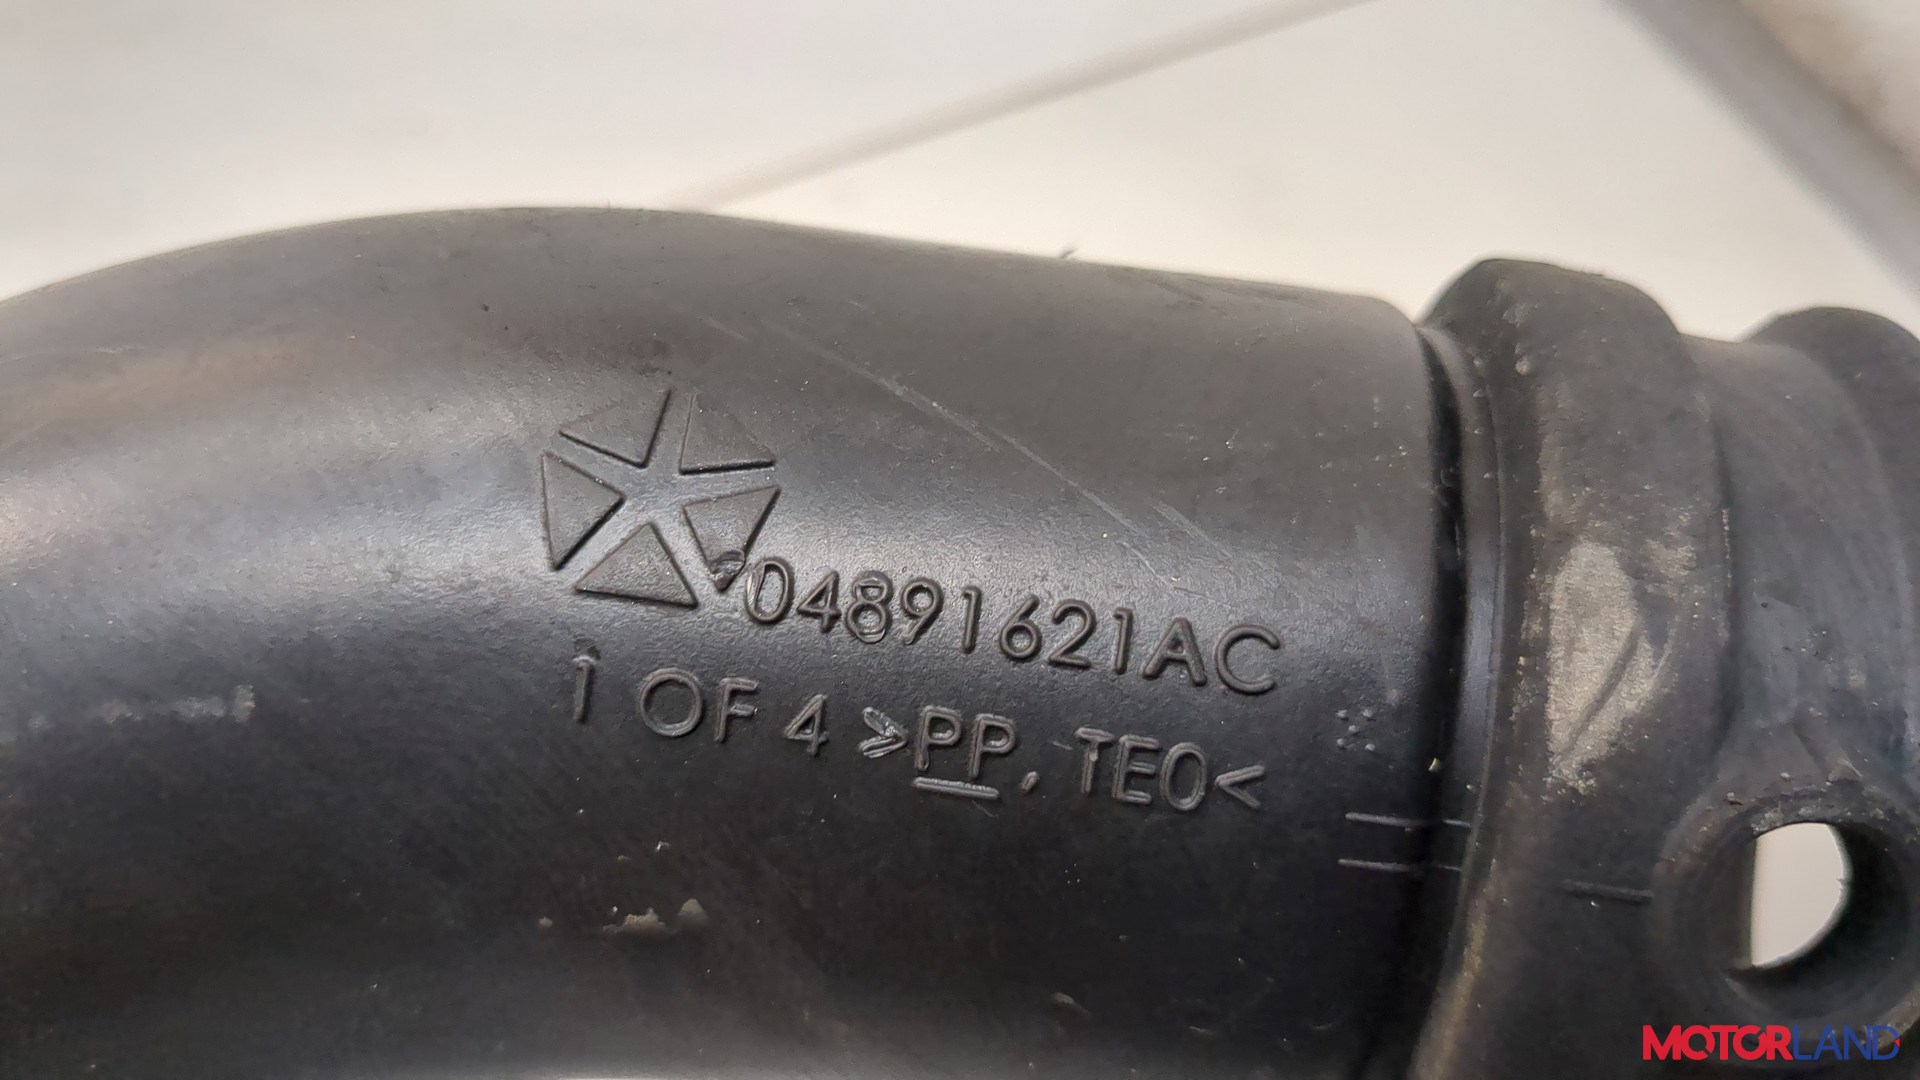 04891621AC
1 OF 4 >PP, TEO<
MOTORLAND